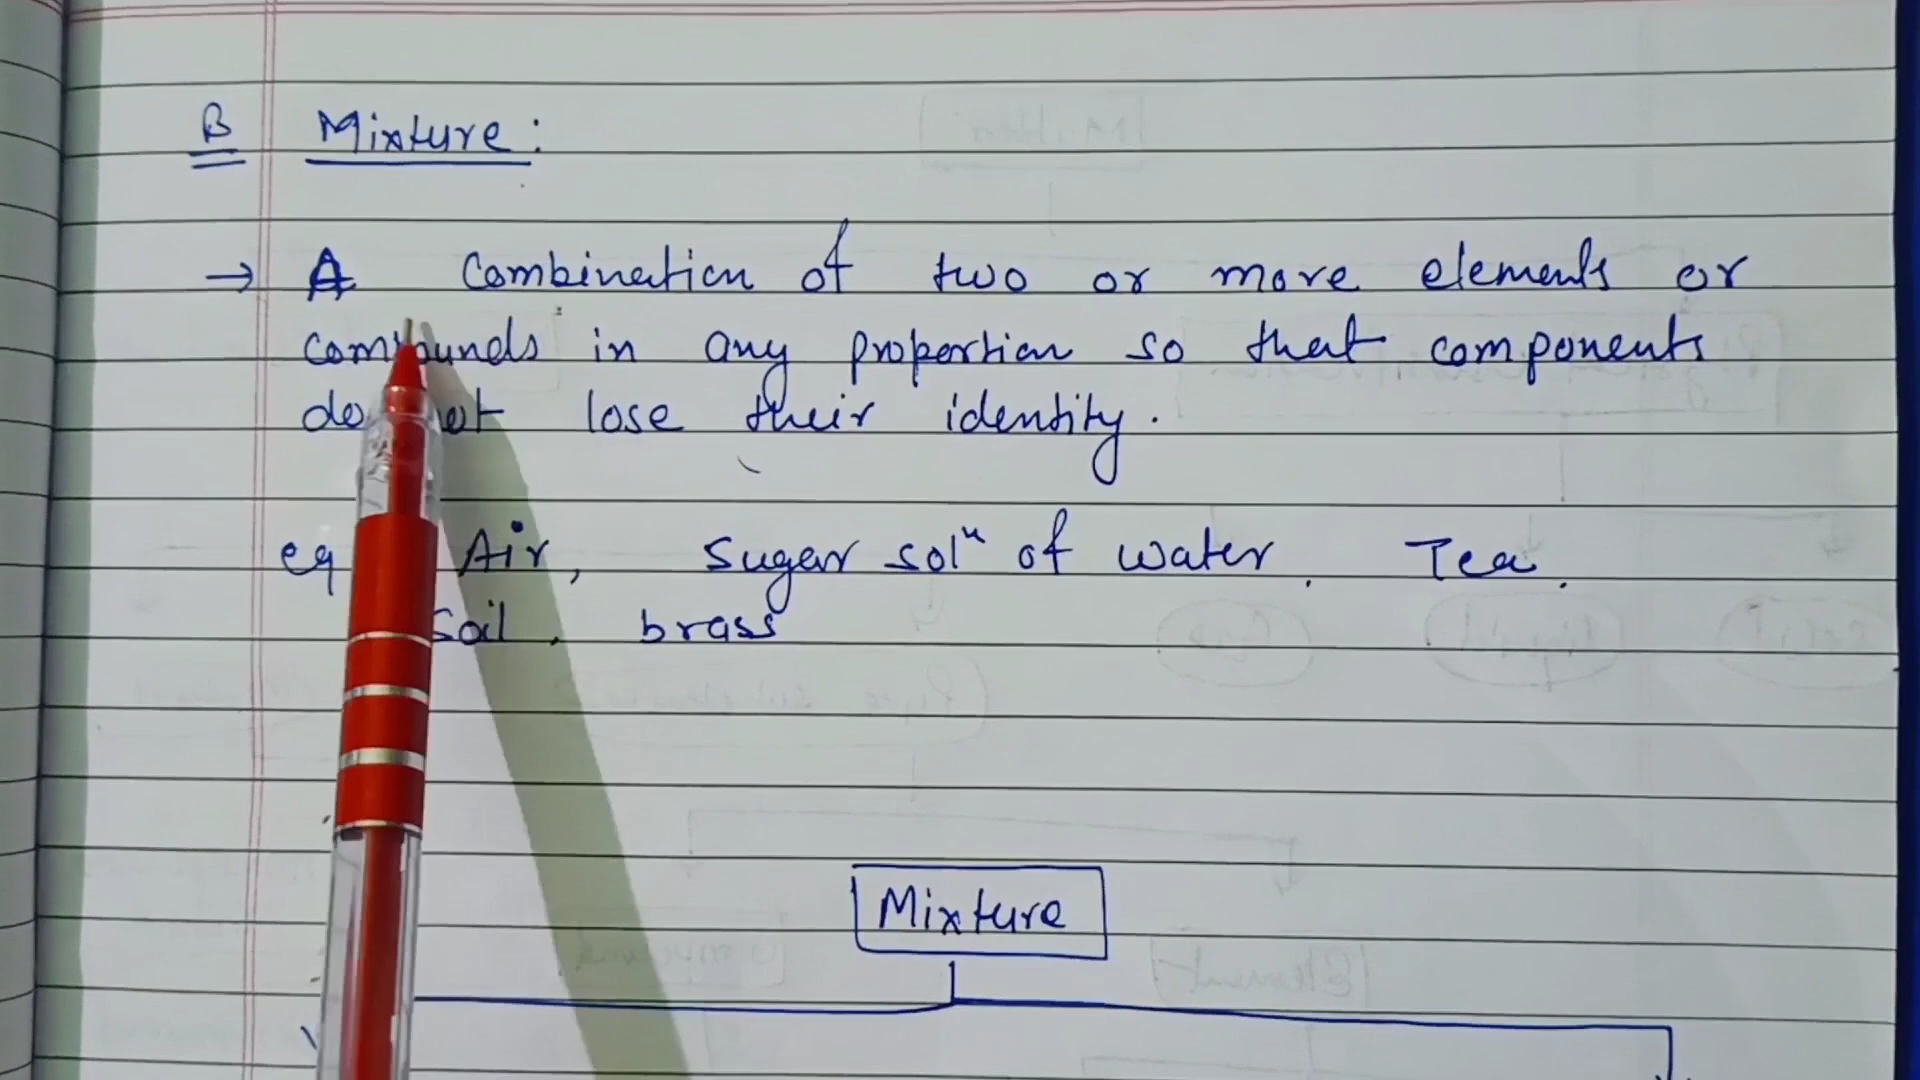 B Mixture:
→ A Combination of two or more elements or
compounds in any proportion so that components
do not lose their identity.
eg Air, Sugar solⁿ of water. Tea.
Soil, brass
Mixture